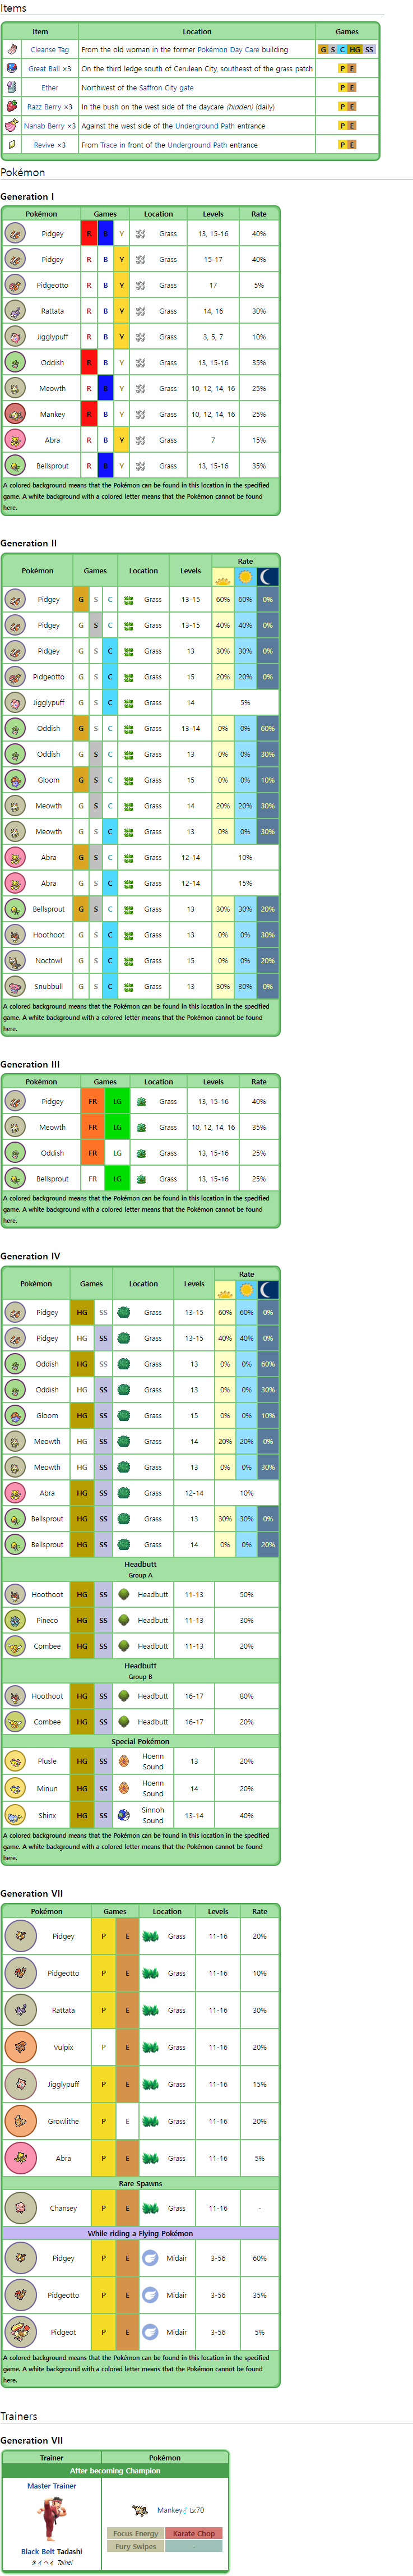 Items
Item Location Games
Cleanse Tag From the old woman in the former Pokémon Day Care building G S C HG SS
Great Ball ×3 On the third ledge south of Cerulean City, southeast of the grass patch P E
Ether Northwest of the Saffron City gate P E
Razz Berry ×3 In the bush on the west side of the daycare (hidden) (daily) P E
Nanab Berry ×3 Against the west side of the Underground Path entrance P E
Revive ×3 From Trace in front of the Underground Path entrance P E
Pokémon
Generation I
Pokémon Games Location Levels Rate
Pidgey R B Y Grass 13, 15-16 40%
Pidgey R B Y Grass 15-17 40%
Pidgeotto R B Y Grass 17 5%
Rattata R B Y Grass 14, 16 30%
Jigglypuff R B Y Grass 3, 5, 7 10%
Oddish R B Y Grass 13, 15-16 35%
Meowth R B Y Grass 10, 12, 14, 16 25%
Mankey R B Y Grass 10, 12, 14, 16 25%
Abra R B Y Grass 7 15%
Bellsprout R B Y Grass 13, 15-16 35%
A colored background means that the Pokémon can be found in this location in the specified
game. A white background with a colored letter means that the Pokémon cannot be found
here.
Generation II
Pokémon Games Location Levels Rate
Pidgey G S C Grass 13-15 60% 60% 0%
Pidgey G S C Grass 13-15 40% 40% 0%
Pidgey G S C Grass 13 30% 30% 0%
Pidgeotto G S C Grass 15 20% 20% 0%
Jigglypuff G S C Grass 14 5%
Oddish G S C Grass 13-14 0% 0% 60%
Oddish G S C Grass 13 0% 0% 30%
Gloom G S C Grass 15 0% 0% 10%
Meowth G S C Grass 14 20% 20% 30%
Meowth G S C Grass 13 0% 0% 30%
Abra G S C Grass 12-14 10%
Abra G S C Grass 12-14 15%
Bellsprout G S C Grass 13 30% 30% 20%
Hoothoot G S C Grass 13 0% 0% 30%
Noctowl G S C Grass 15 0% 0% 20%
Snubbull G S C Grass 13 30% 30% 0%
A colored background means that the Pokémon can be found in this location in the specified
game. A white background with a colored letter means that the Pokémon cannot be found
here.
Generation III
Pokémon Games Location Levels Rate
Pidgey FR LG Grass 13, 15-16 40%
Meowth FR LG Grass 10, 12, 14, 16 35%
Oddish FR LG Grass 13, 15-16 25%
Bellsprout FR LG Grass 13, 15-16 25%
A colored background means that the Pokémon can be found in this location in the specified
game. A white background with a colored letter means that the Pokémon cannot be found
here.
Generation IV
Pokémon Games Location Levels Rate
Pidgey HG SS Grass 13-15 60% 60% 0%
Pidgey HG SS Grass 13-15 40% 40% 0%
Oddish HG SS Grass 13 0% 0% 60%
Oddish HG SS Grass 13 0% 0% 30%
Gloom HG SS Grass 15 0% 0% 10%
Meowth HG SS Grass 14 20% 20% 0%
Meowth HG SS Grass 13 0% 0% 30%
Abra HG SS Grass 12-14 10%
Bellsprout HG SS Grass 13 30% 30% 0%
Bellsprout HG SS Grass 14 0% 0% 20%
Headbutt
Group A
Hoothoot HG SS Headbutt 11-13 50%
Pineco HG SS Headbutt 11-13 30%
Combee HG SS Headbutt 11-13 20%
Headbutt
Group B
Hoothoot HG SS Headbutt 16-17 80%
Combee HG SS Headbutt 16-17 20%
Special Pokémon
Plusle HG SS Hoenn Sound 13 20%
Minun HG SS Hoenn Sound 14 20%
Shinx HG SS Sinnoh Sound 13-14 40%
A colored background means that the Pokémon can be found in this location in the specified
game. A white background with a colored letter means that the Pokémon cannot be found
here.
Generation VII
Pokémon Games Location Levels Rate
Pidgey P E Grass 11-16 20%
Pidgeotto P E Grass 11-16 10%
Rattata P E Grass 11-16 30%
Vulpix P E Grass 11-16 20%
Jigglypuff P E Grass 11-16 15%
Growlithe P E Grass 11-16 20%
Abra P E Grass 11-16 5%
Rare Spawns
Chansey P E Grass 11-16 -
While riding a Flying Pokémon
Pidgey P E Midair 3-56 60%
Pidgeotto P E Midair 3-56 35%
Pidgeot P E Midair 3-56 5%
A colored background means that the Pokémon can be found in this location in the specified
game. A white background with a colored letter means that the Pokémon cannot be found
here.
Trainers
Generation VII
Trainer Pokémon
After becoming Champion
Master Trainer
Mankey♂ Lv.70
Focus Energy Karate Chop
Fury Swipes -
Black Belt Tadashi
タイヘイ Taihei